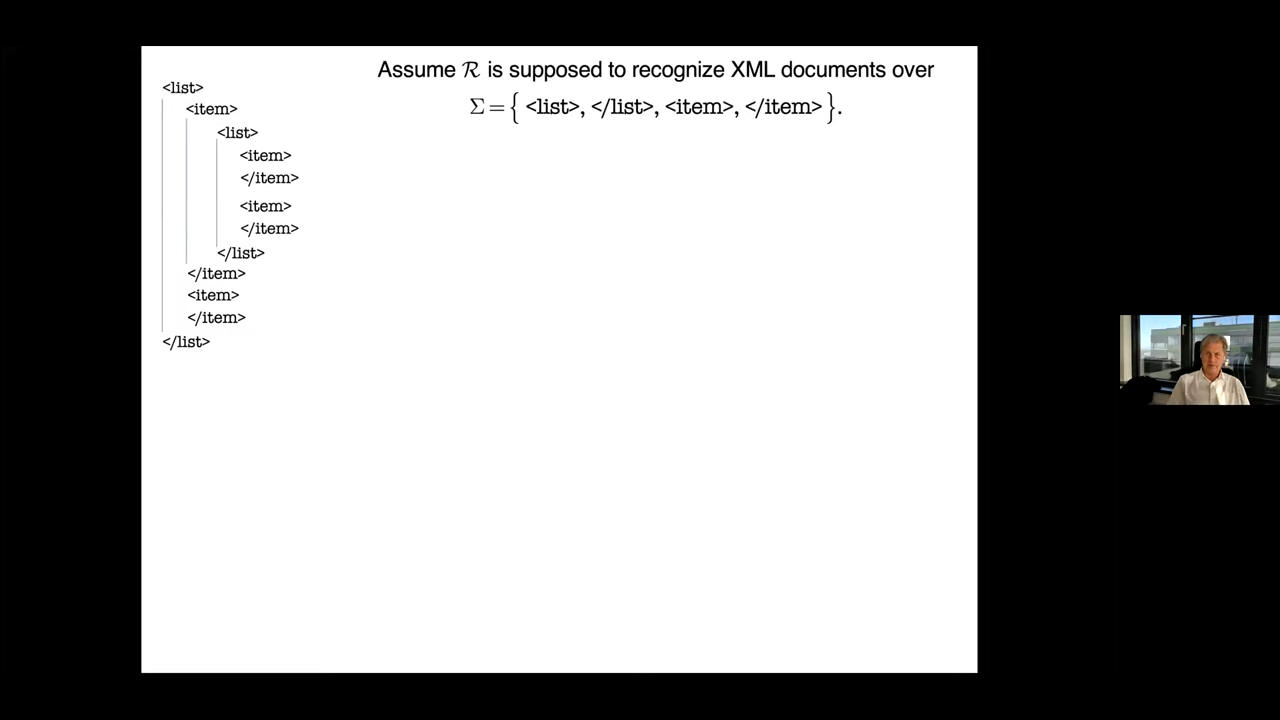 Assume ℛ is supposed to recognize XML documents over
Σ = { <list>, </list>, <item>, </item> }.
<list>
<item>
<list>
<item>
</item>
<item>
</item>
</list>
</item>
<item>
</item>
</list>